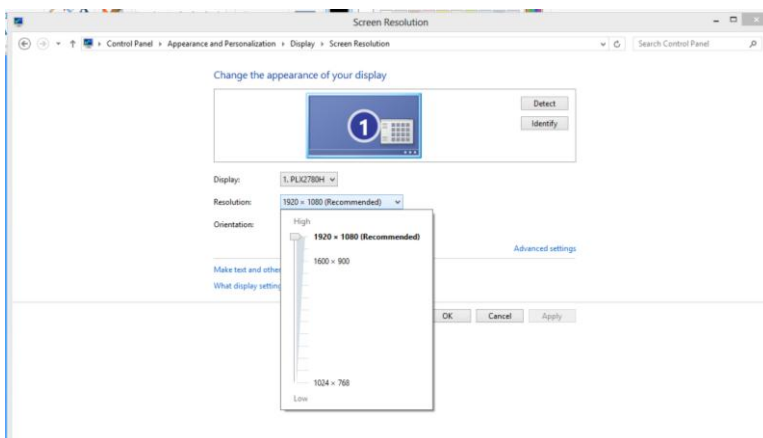 Screen Resolution
Control Panel › Appearance and Personalization › Display › Screen Resolution
Search Control Panel
Change the appearance of your display
1
Detect
Identify
Display: 1. PLX2780H
Resolution: 1920 × 1080 (Recommended)
Orientation:
High
1920 × 1080 (Recommended)
1600 × 900
Advanced settings
Make text and othe
What display setting
OK Cancel Apply
1024 × 768
Low